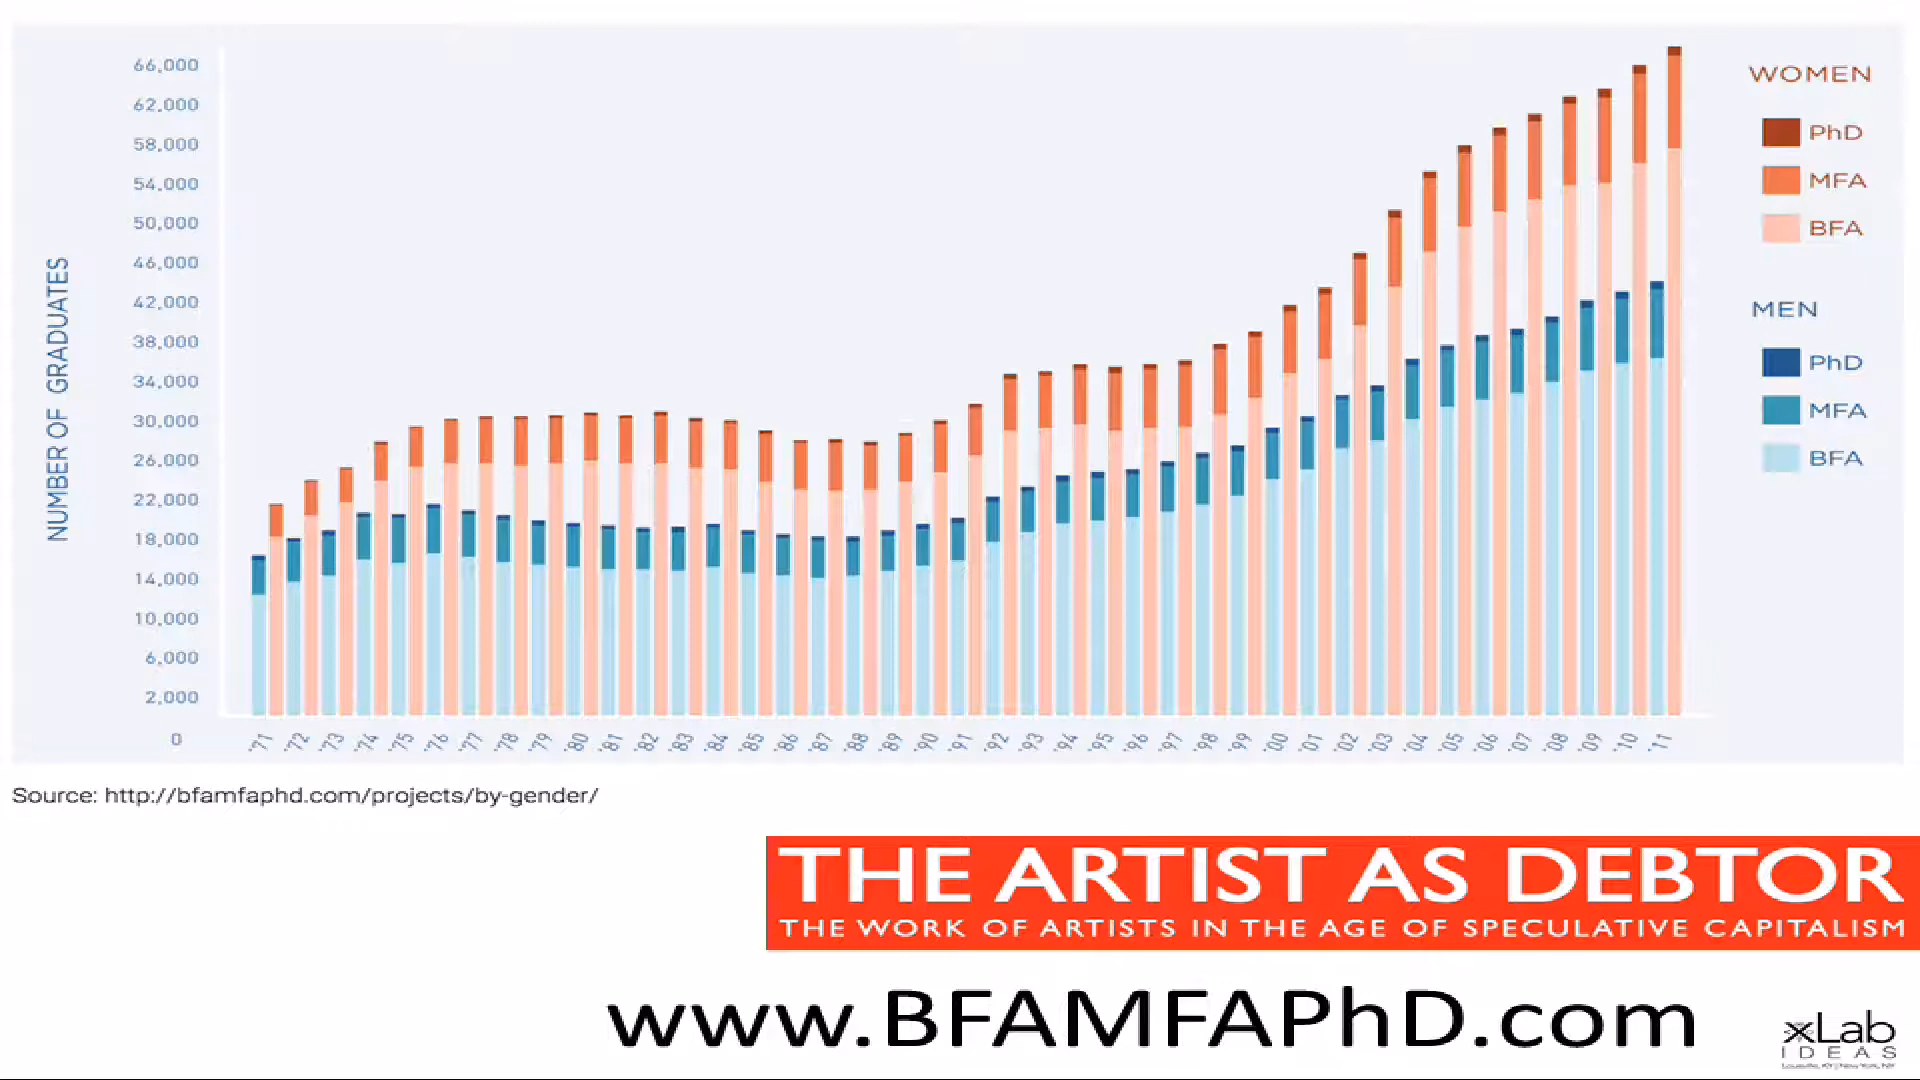 66,000
62,000
58,000
54,000
50,000
46,000
42,000
38,000
34,000
30,000
26,000
22,000
18,000
14,000
10,000
6,000
2,000
0
NUMBER OF GRADUATES
'71 '72 '73 '74 '75 '76 '77 '78 '79 '80 '81 '82 '83 '84 '85 '86 '87 '88 '89 '90 '91 '92 '93 '94 '95 '96 '97 '98 '99 '00 '01 '02 '03 '04 '05 '06 '07 '08 '09 '10 '11
WOMEN
PhD
MFA
BFA
MEN
PhD
MFA
BFA
Source: http://bfamfaphd.com/projects/by-gender/
THE ARTIST AS DEBTOR
THE WORK OF ARTISTS IN THE AGE OF SPECULATIVE CAPITALISM
www.BFAMFAPhD.com
xLab
IDEAS
Louisville, KY | New York, NY